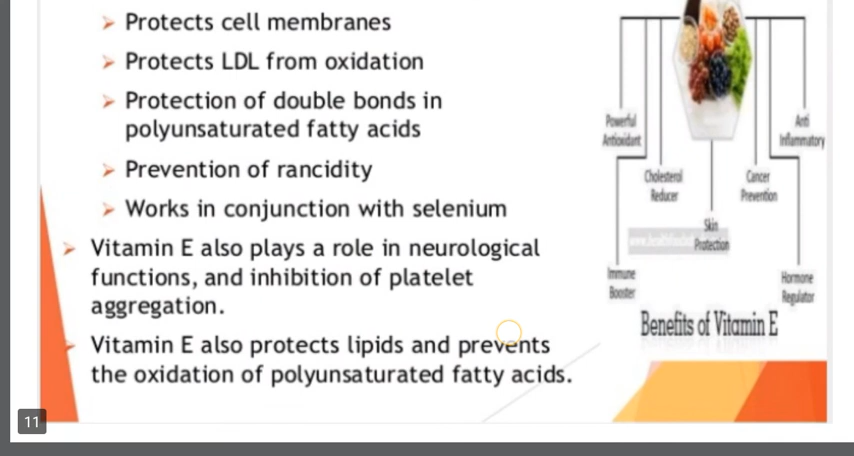 Protects cell membranes
Protects LDL from oxidation
Protection of double bonds in
polyunsaturated fatty acids
Prevention of rancidity
Works in conjunction with selenium
Vitamin E also plays a role in neurological
functions, and inhibition of platelet
aggregation.
Vitamin E also protects lipids and prevents
the oxidation of polyunsaturated fatty acids.
Powerful
Antioxidant
Anti
Inflammatory
Cholesterol
Reducer
Cancer
Prevention
Skin
Protection
Immune
Booster
Hormone
Regulator
Benefits of Vitamin E
11